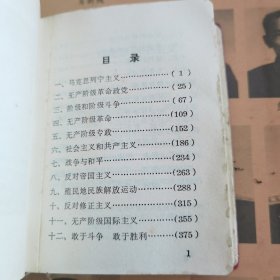 目录
一、马克思列宁主义………………( 1 )
二、无产阶级革命政党……………(25)
三、阶级和阶级斗争………………(67)
四、无产阶级革命…………………(109)
五、无产阶级专政…………………(152)
六、社会主义和共产主义…………(186)
七、战争与和平……………………(234)
八、反对帝国主义…………………(263)
九、殖民地民族解放运动…………(288)
十、反对修正主义…………………(315)
十一、无产阶级国际主义…………(355)
十二、敢于斗争 敢于胜利………(375)
1